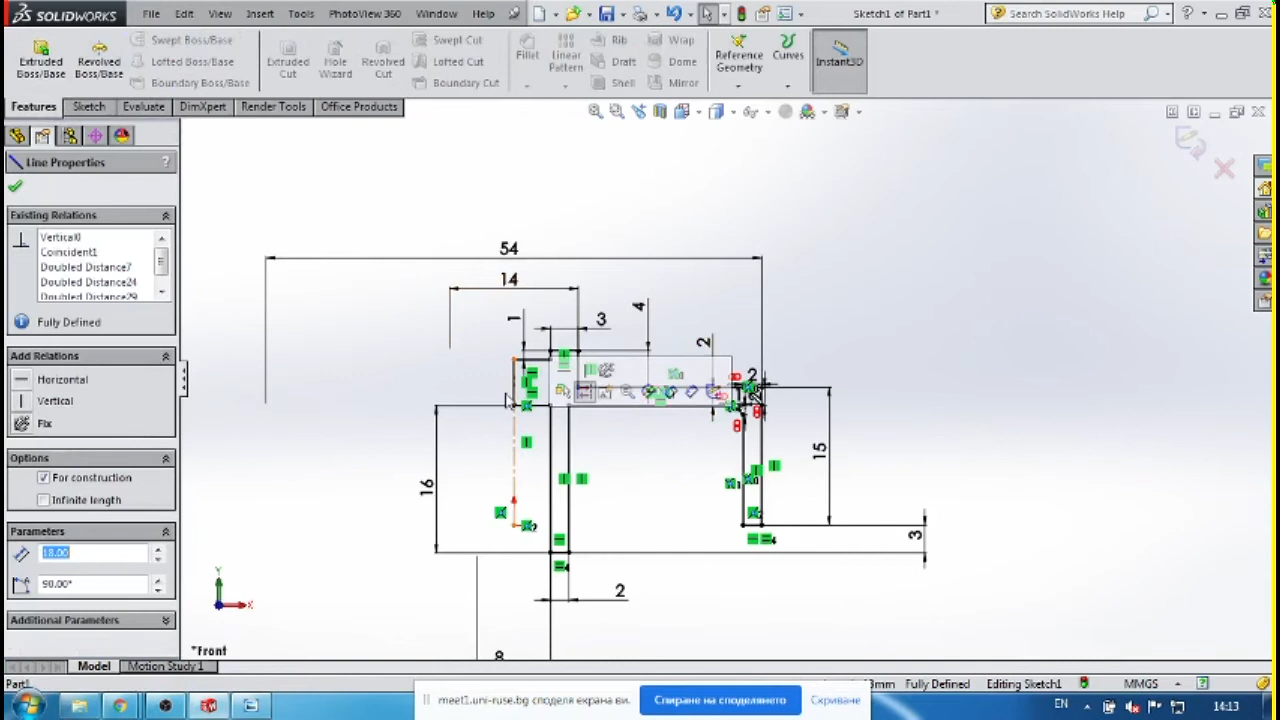 SOLIDWORKS
File Edit View Insert Tools PhotoView 360 Window Help
Sketch1 of Part1 *
Search SolidWorks Help
Extruded Boss/Base
Revolved Boss/Base
Swept Boss/Base
Lofted Boss/Base
Boundary Boss/Base
Extruded Cut
Hole Wizard
Revolved Cut
Swept Cut
Lofted Cut
Boundary Cut
Fillet
Linear Pattern
Rib
Draft
Shell
Wrap
Dome
Mirror
Reference Geometry
Curves
Instant3D
Features Sketch Evaluate DimXpert Render Tools Office Products
Line Properties ?
Existing Relations
Vertical0
Coincident1
Doubled Distance7
Doubled Distance24
Doubled Distance29
Fully Defined
Add Relations
Horizontal
Vertical
Fix
Options
For construction
Infinite length
Parameters
18.00
90.00°
Additional Parameters
54
14
1
3
4
2
2
15
16
3
2
8
Y
X
*Front
Model Motion Study 1
Part1
Fully Defined Editing Sketch1 MMGS
meet1.uni-ruse.bg споделя екрана ви.
Спиране на споделянето
Скриване
EN 14:13